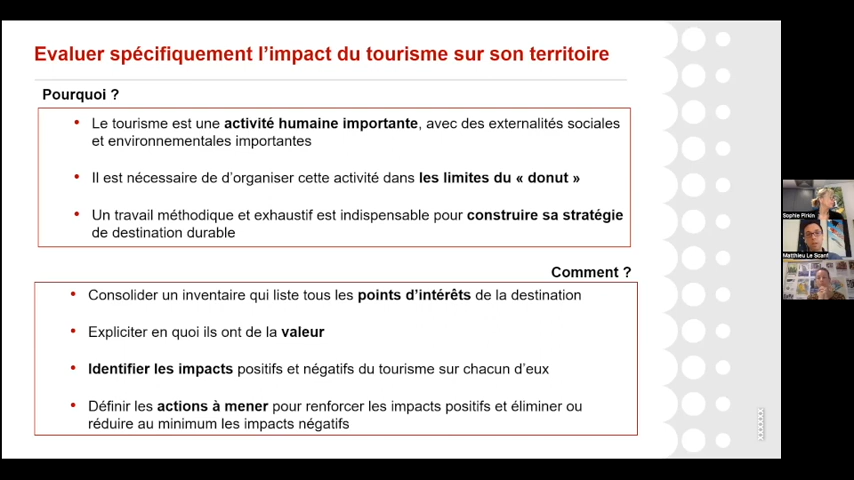 Evaluer spécifiquement l’impact du tourisme sur son territoire
Pourquoi ?
• Le tourisme est une activité humaine importante, avec des externalités sociales
et environnementales importantes
• Il est nécessaire de d’organiser cette activité dans les limites du « donut »
• Un travail méthodique et exhaustif est indispensable pour construire sa stratégie
de destination durable
Comment ?
• Consolider un inventaire qui liste tous les points d’intérêts de la destination
• Expliciter en quoi ils ont de la valeur
• Identifier les impacts positifs et négatifs du tourisme sur chacun d’eux
• Définir les actions à mener pour renforcer les impacts positifs et éliminer ou
réduire au minimum les impacts négatifs
Sophie Pirkin
Matthieu Le Scant